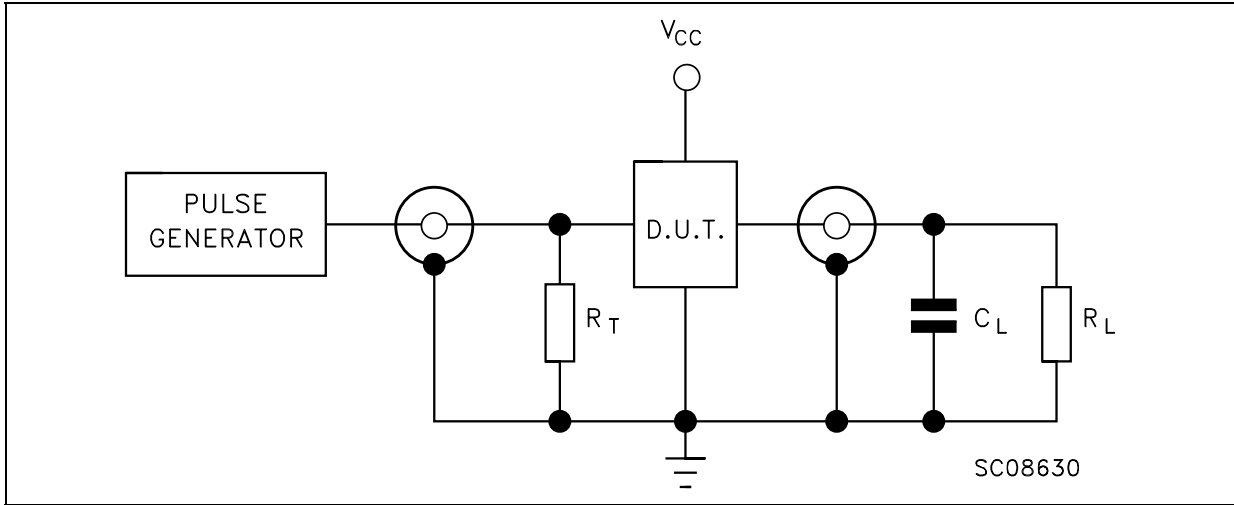 VCC
PULSE
GENERATOR
D.U.T.
RT
CL
RL
SC08630